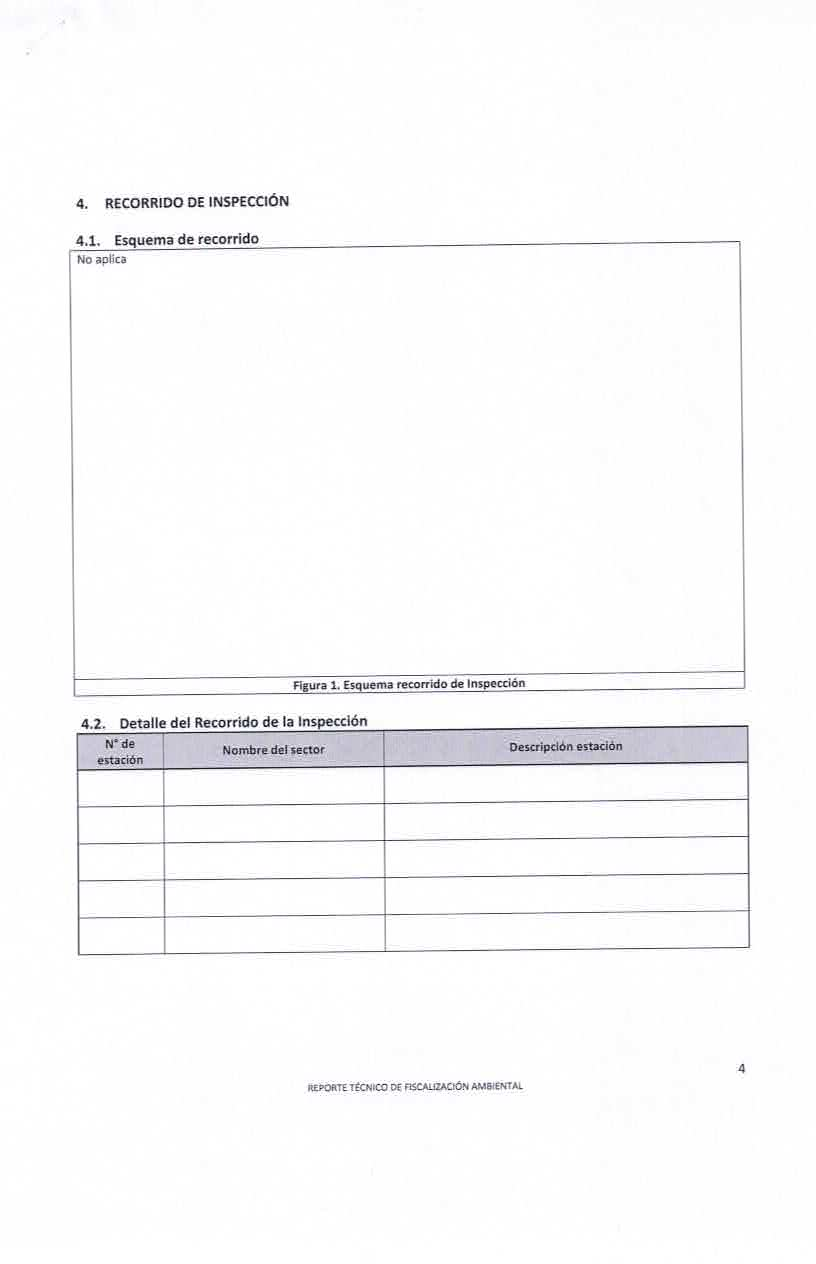 4. RECORRIDO DE INSPECCIÓN
4.1. Esquema de recorrido
No aplica
Figura 1. Esquema recorrido de Inspección
4.2. Detalle del Recorrido de la Inspección
N° de
estación
Nombre del sector
Descripción estación
4
REPORTE TÉCNICO DE FISCALIZACIÓN AMBIENTAL